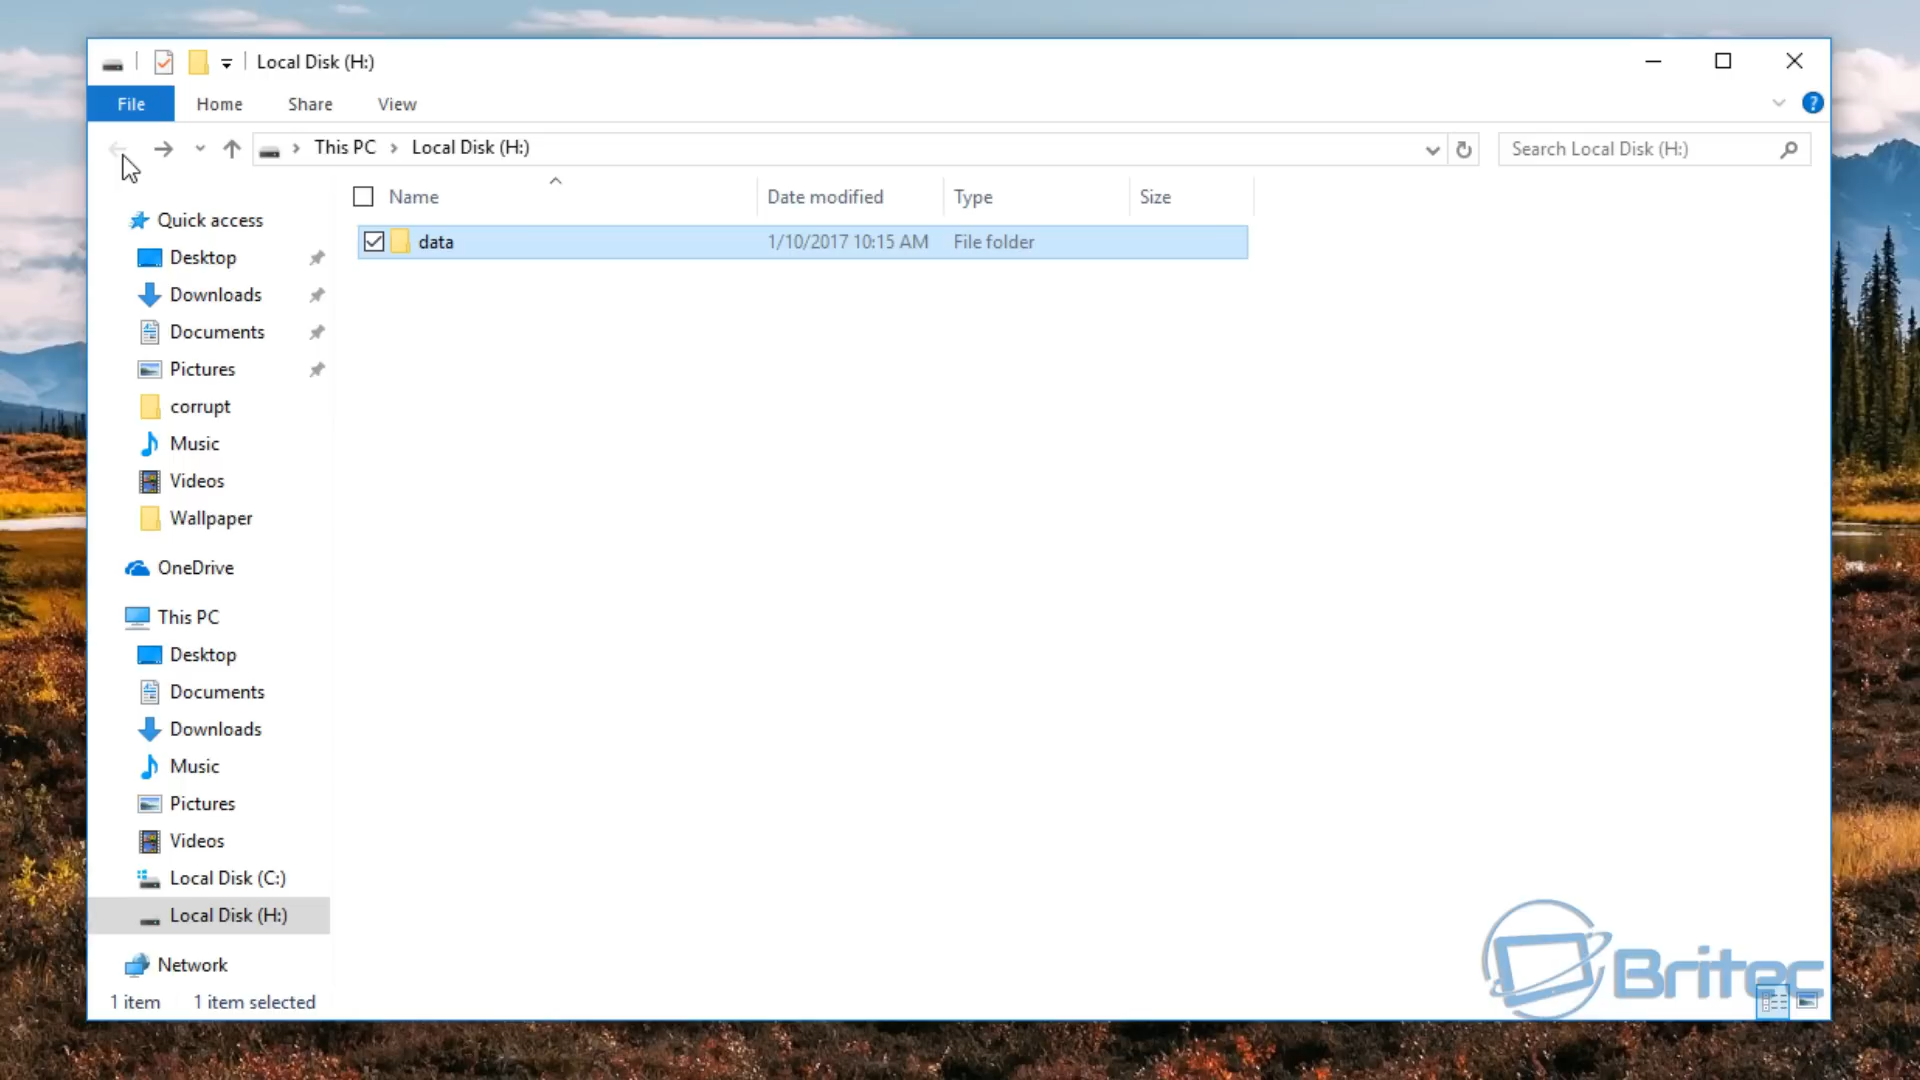 Local Disk (H:)
File Home Share View
This PC Local Disk (H:) Search Local Disk (H:)
Name Date modified Type Size
data 1/10/2017 10:15 AM File folder
Quick access
Desktop
Downloads
Documents
Pictures
corrupt
Music
Videos
Wallpaper
OneDrive
This PC
Desktop
Documents
Downloads
Music
Pictures
Videos
Local Disk (C:)
Local Disk (H:)
Network
1 item 1 item selected
Britec